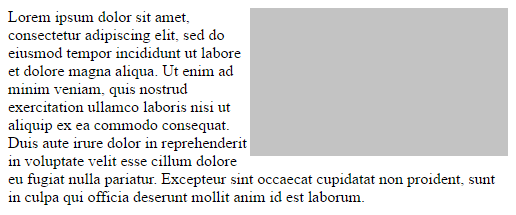 Lorem ipsum dolor sit amet,
consectetur adipiscing elit, sed do
eiusmod tempor incididunt ut labore
et dolore magna aliqua. Ut enim ad
minim veniam, quis nostrud
exercitation ullamco laboris nisi ut
aliquip ex ea commodo consequat.
Duis aute irure dolor in reprehenderit
in voluptate velit esse cillum dolore
eu fugiat nulla pariatur. Excepteur sint occaecat cupidatat non proident, sunt
in culpa qui officia deserunt mollit anim id est laborum.